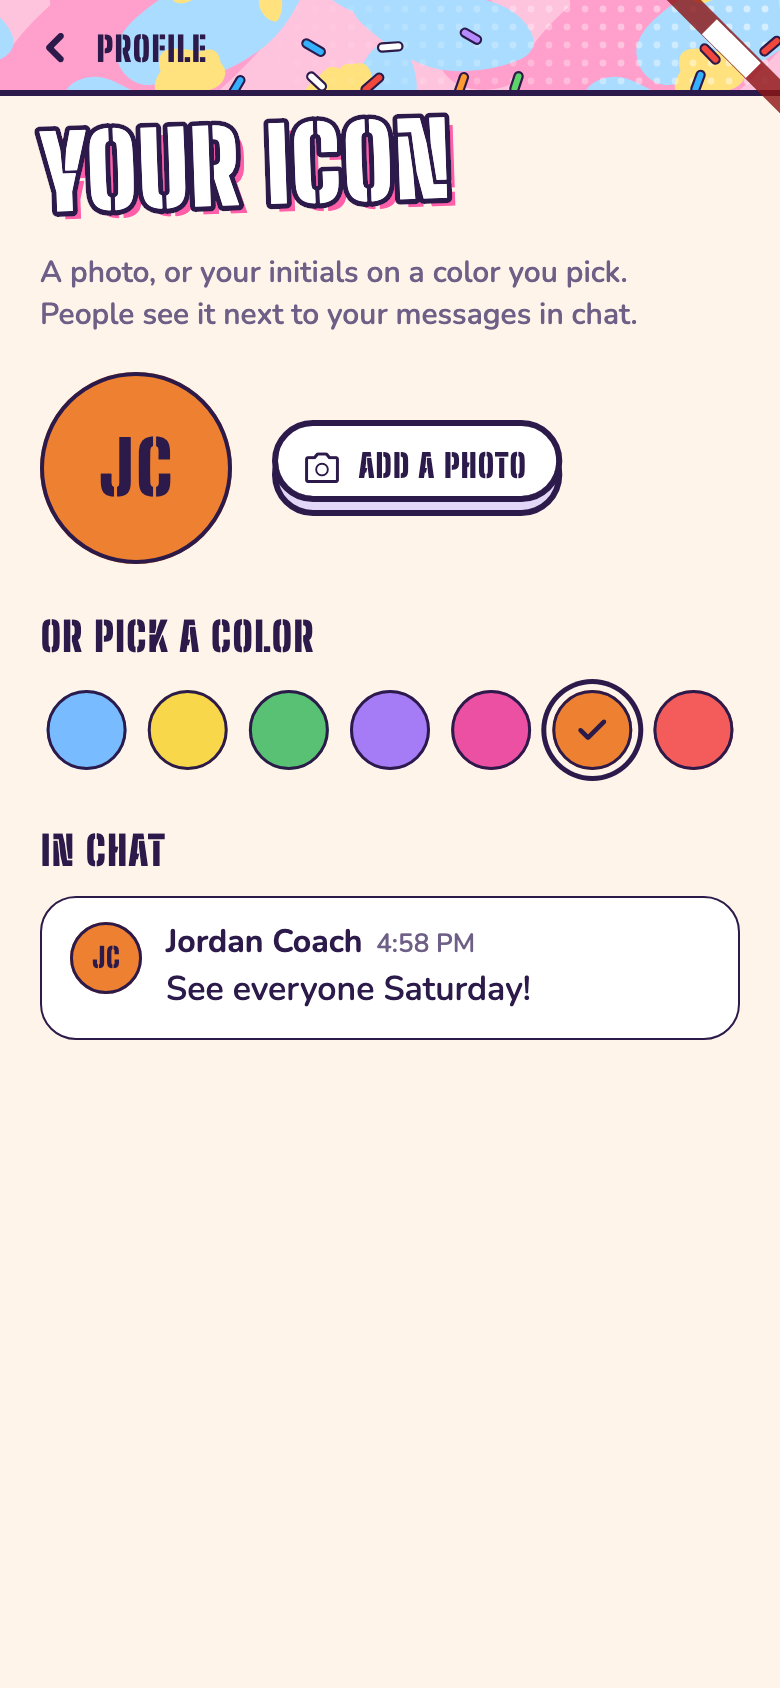 PROFILE
YOUR ICON
A photo, or your initials on a color you pick.
People see it next to your messages in chat.
JC
ADD A PHOTO
OR PICK A COLOR
IN CHAT
JC
Jordan Coach 4:58 PM
See everyone Saturday!